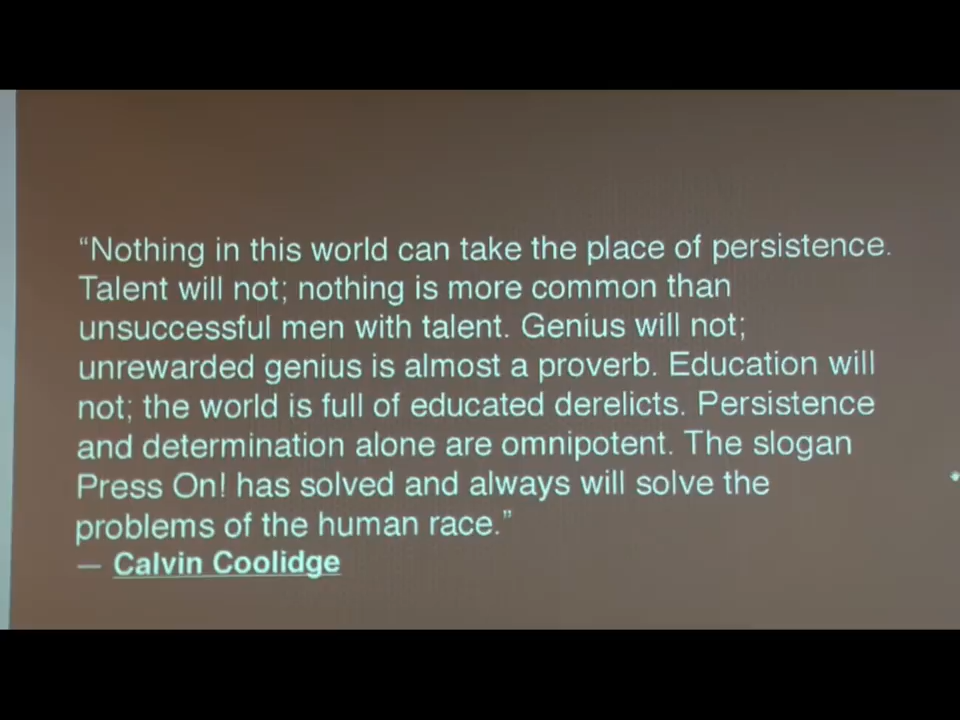 “Nothing in this world can take the place of persistence.
Talent will not; nothing is more common than
unsuccessful men with talent. Genius will not;
unrewarded genius is almost a proverb. Education will
not; the world is full of educated derelicts. Persistence
and determination alone are omnipotent. The slogan
Press On! has solved and always will solve the
problems of the human race.”
— Calvin Coolidge